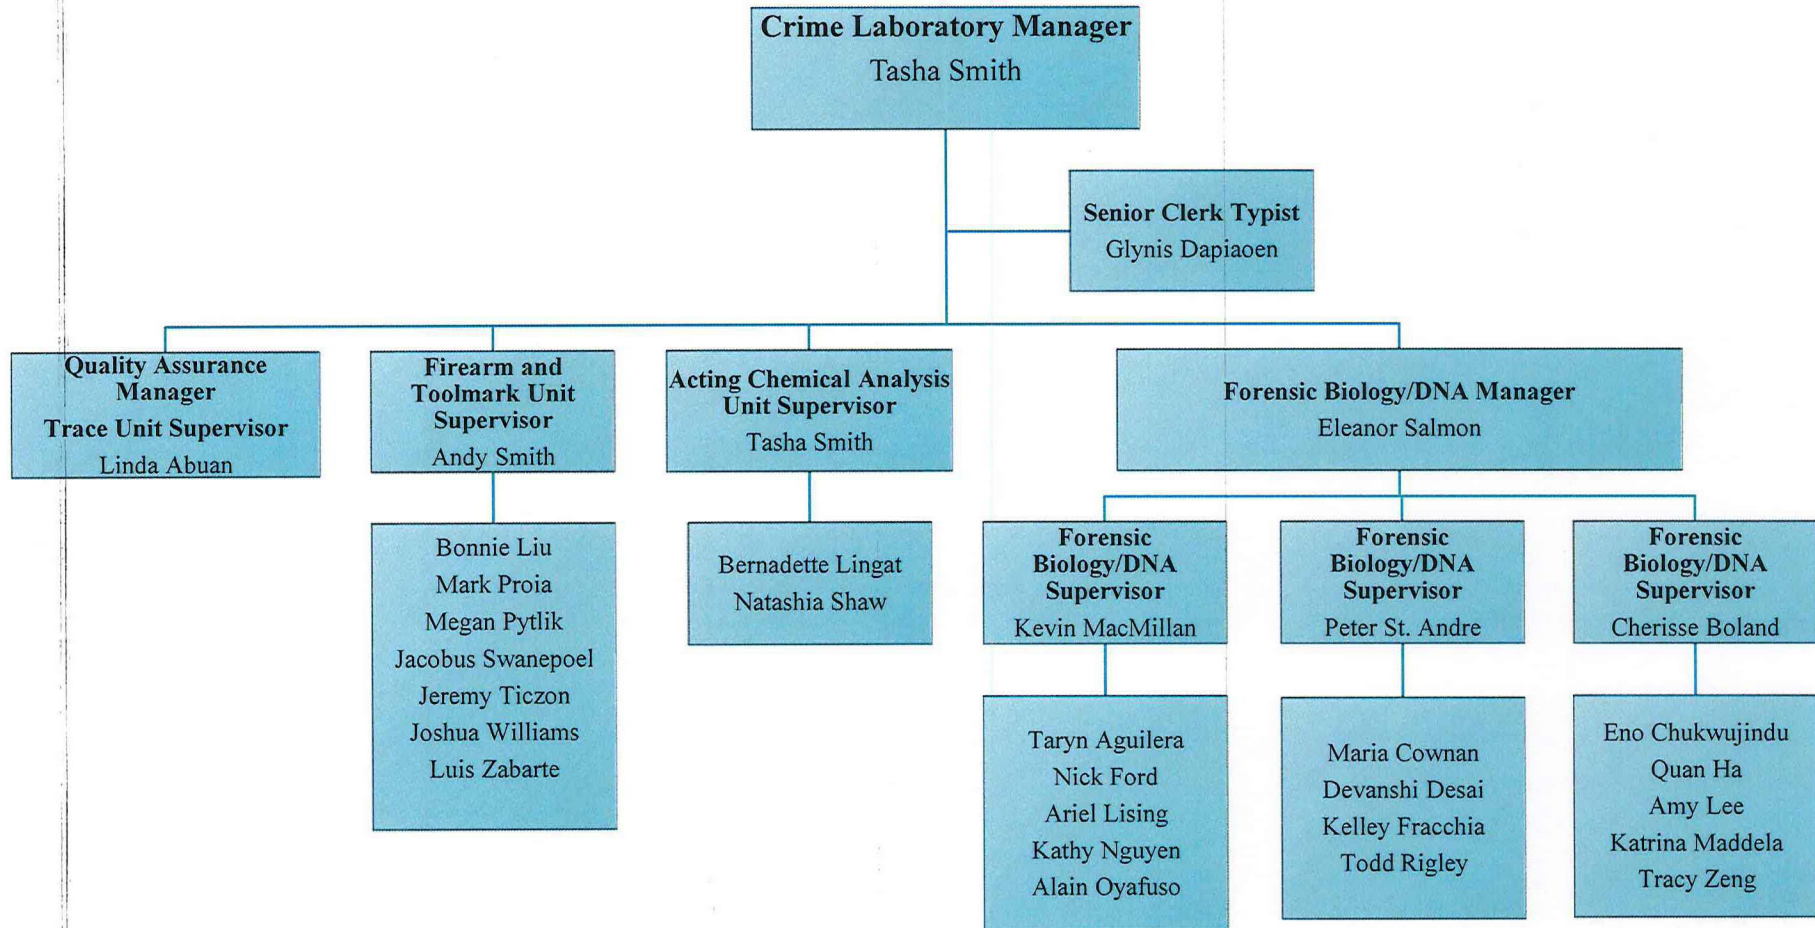 Crime Laboratory Manager
Tasha Smith
Senior Clerk Typist
Glynis Dapiaoen
Quality Assurance
Manager
Trace Unit Supervisor
Linda Abuan
Firearm and
Toolmark Unit
Supervisor
Andy Smith
Acting Chemical Analysis
Unit Supervisor
Tasha Smith
Forensic Biology/DNA Manager
Eleanor Salmon
Bonnie Liu
Mark Proia
Megan Pytlik
Jacobus Swanepoel
Jeremy Ticzon
Joshua Williams
Luis Zabarte
Bernadette Lingat
Natashia Shaw
Forensic
Biology/DNA
Supervisor
Kevin MacMillan
Forensic
Biology/DNA
Supervisor
Peter St. Andre
Forensic
Biology/DNA
Supervisor
Cherisse Boland
Taryn Aguilera
Nick Ford
Ariel Lising
Kathy Nguyen
Alain Oyafuso
Maria Cownan
Devanshi Desai
Kelley Fracchia
Todd Rigley
Eno Chukwujindu
Quan Ha
Amy Lee
Katrina Maddela
Tracy Zeng